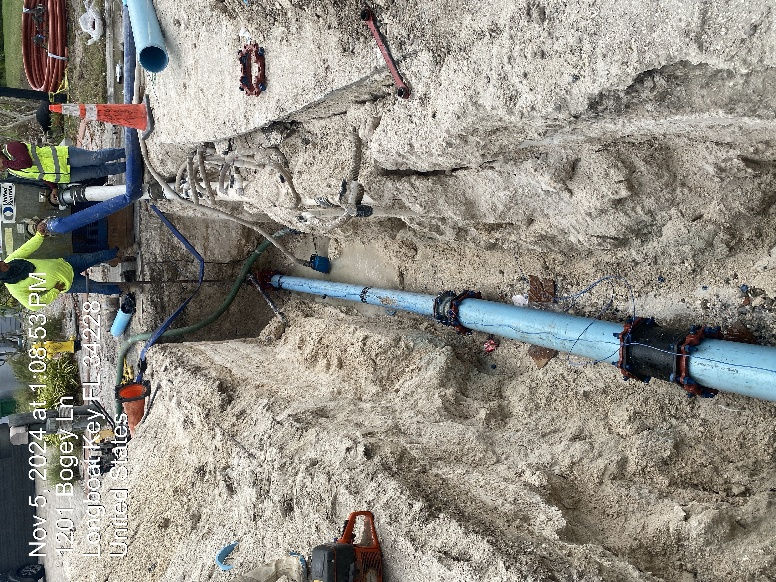 Nov 5, 2024 at 1:08:53 PM
1201 Bogey Ln
Longboat Key FL 34228
United States